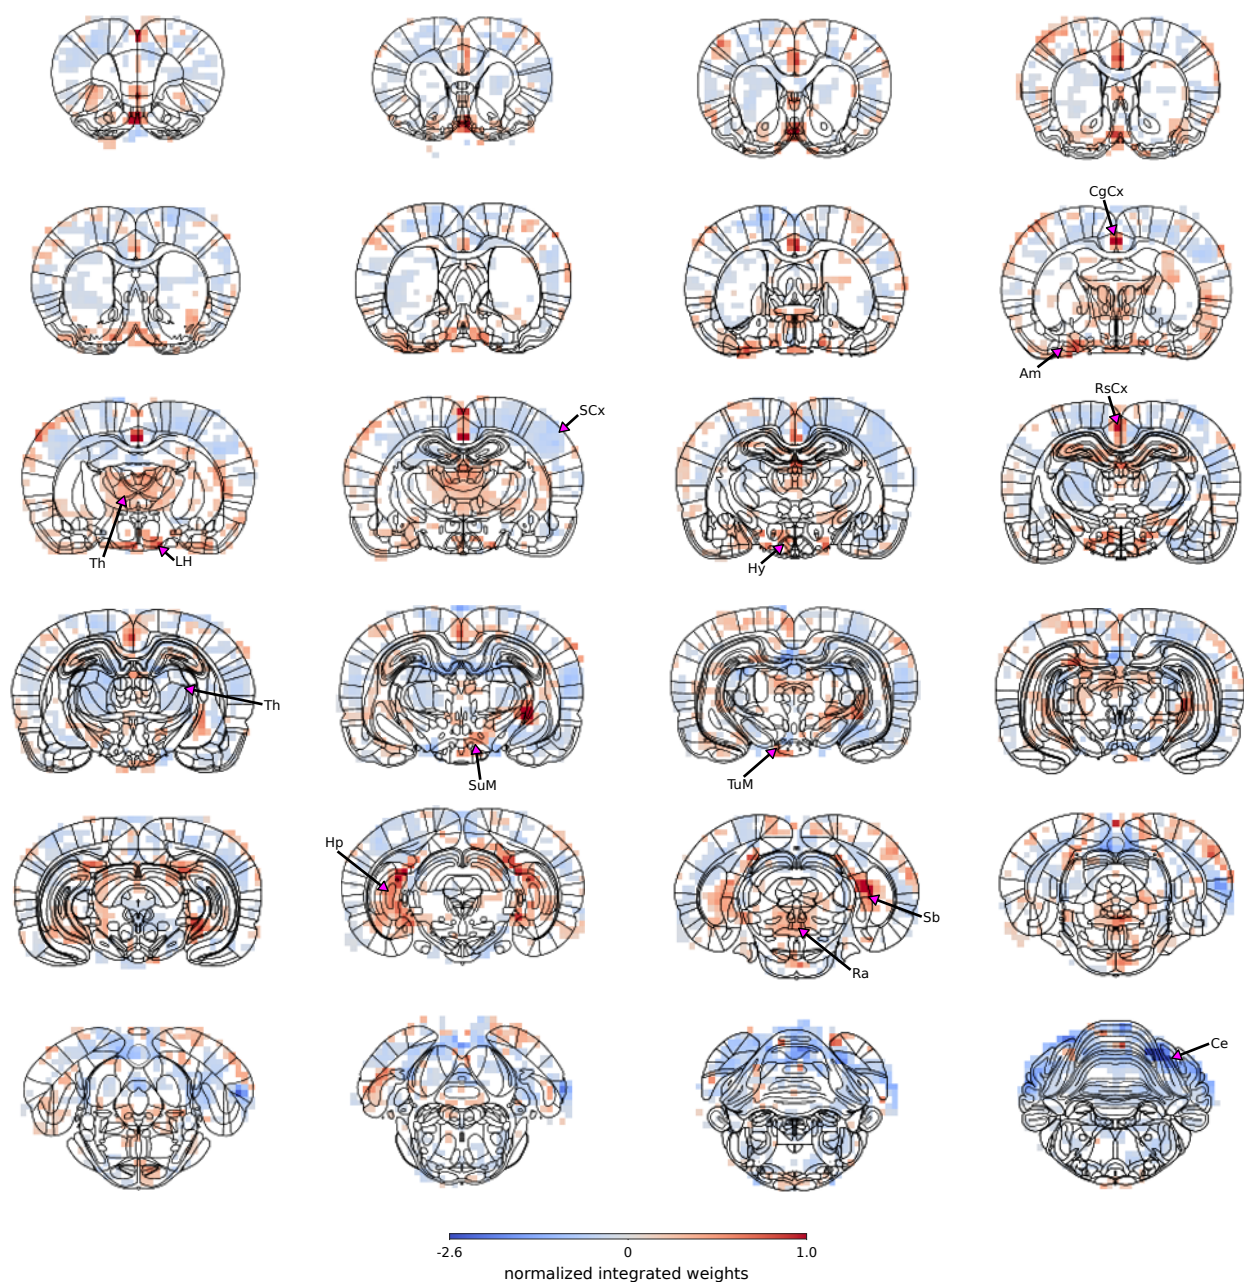 CgCx
Am
SCx
RsCx
Th
LH
Hy
Th
SuM
TuM
Hp
Sb
Ra
Ce
-2.6
0
1.0
normalized integrated weights